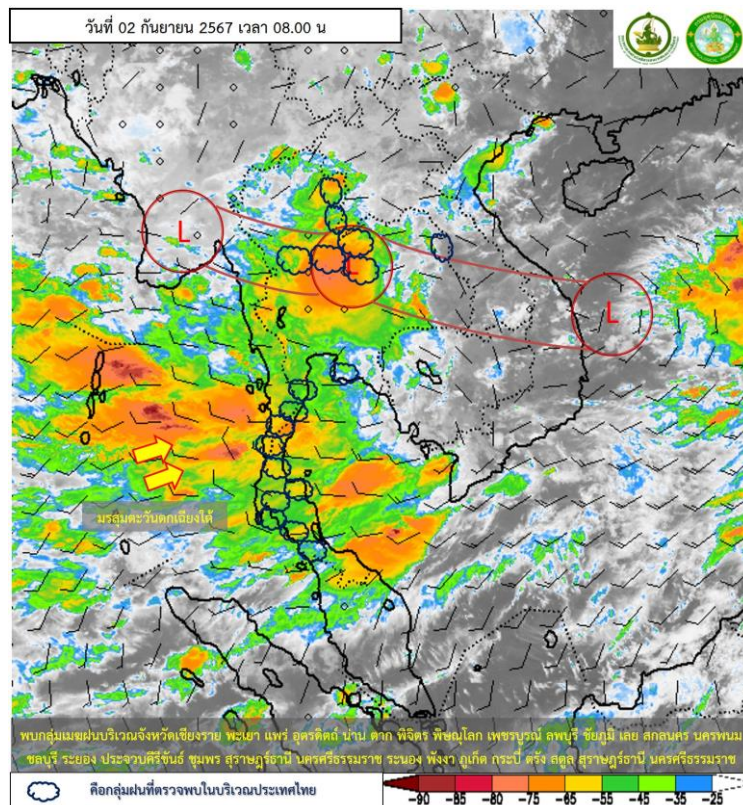 วันที่ 02 กันยายน 2567 เวลา 08.00 น
L
L
L
มรสุมตะวันตกเฉียงใต้
พบกลุ่มเมฆฝนบริเวณจังหวัดเชียงราย พะเยา แพร่ อุตรดิตถ์ น่าน ตาก พิจิตร พิษณุโลก เพชรบูรณ์ ลพบุรี ชัยภูมิ เลย สกลนคร นครพนม
ชลบุรี ระยอง ประจวบคีรีขันธ์ ชุมพร สุราษฎร์ธานี นครศรีธรรมราช ระนอง พังงา ภูเก็ต กระบี่ ตรัง สตูล สุราษฎร์ธานี นครศรีธรรมราช
คือกลุ่มฝนที่ตรวจพบในบริเวณประเทศไทย
-90 -85 -80 -75 -65 -55 -45 -35 -25